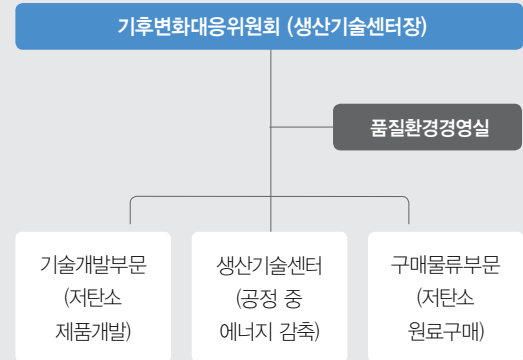 기후변화대응위원회 (생산기술센터장)
품질환경경영실
기술개발부문
(저탄소
제품개발)
생산기술센터
(공정 중
에너지 감축)
구매물류부문
(저탄소
원료구매)